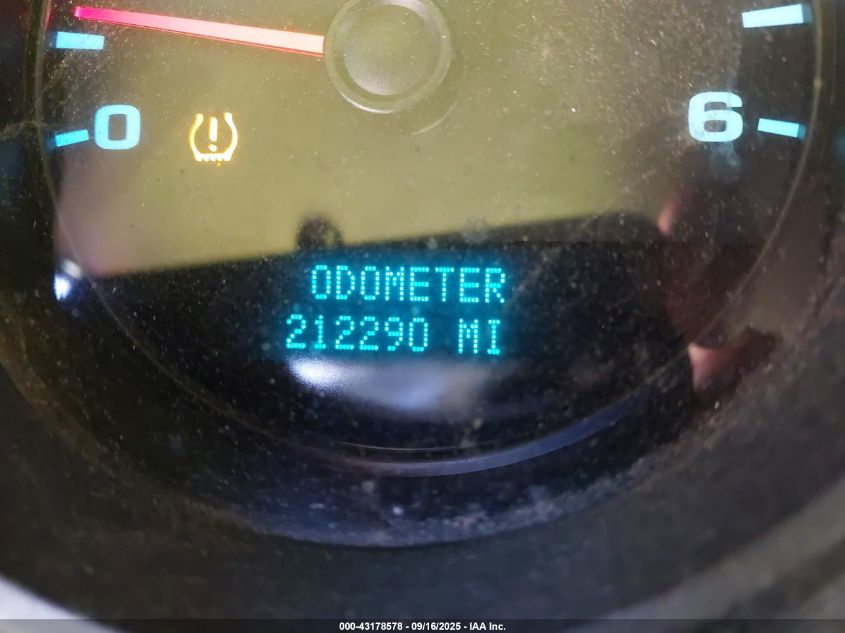 0
6
ODOMETER
212290 MI
000-43178578 - 09/16/2025 - IAA Inc.